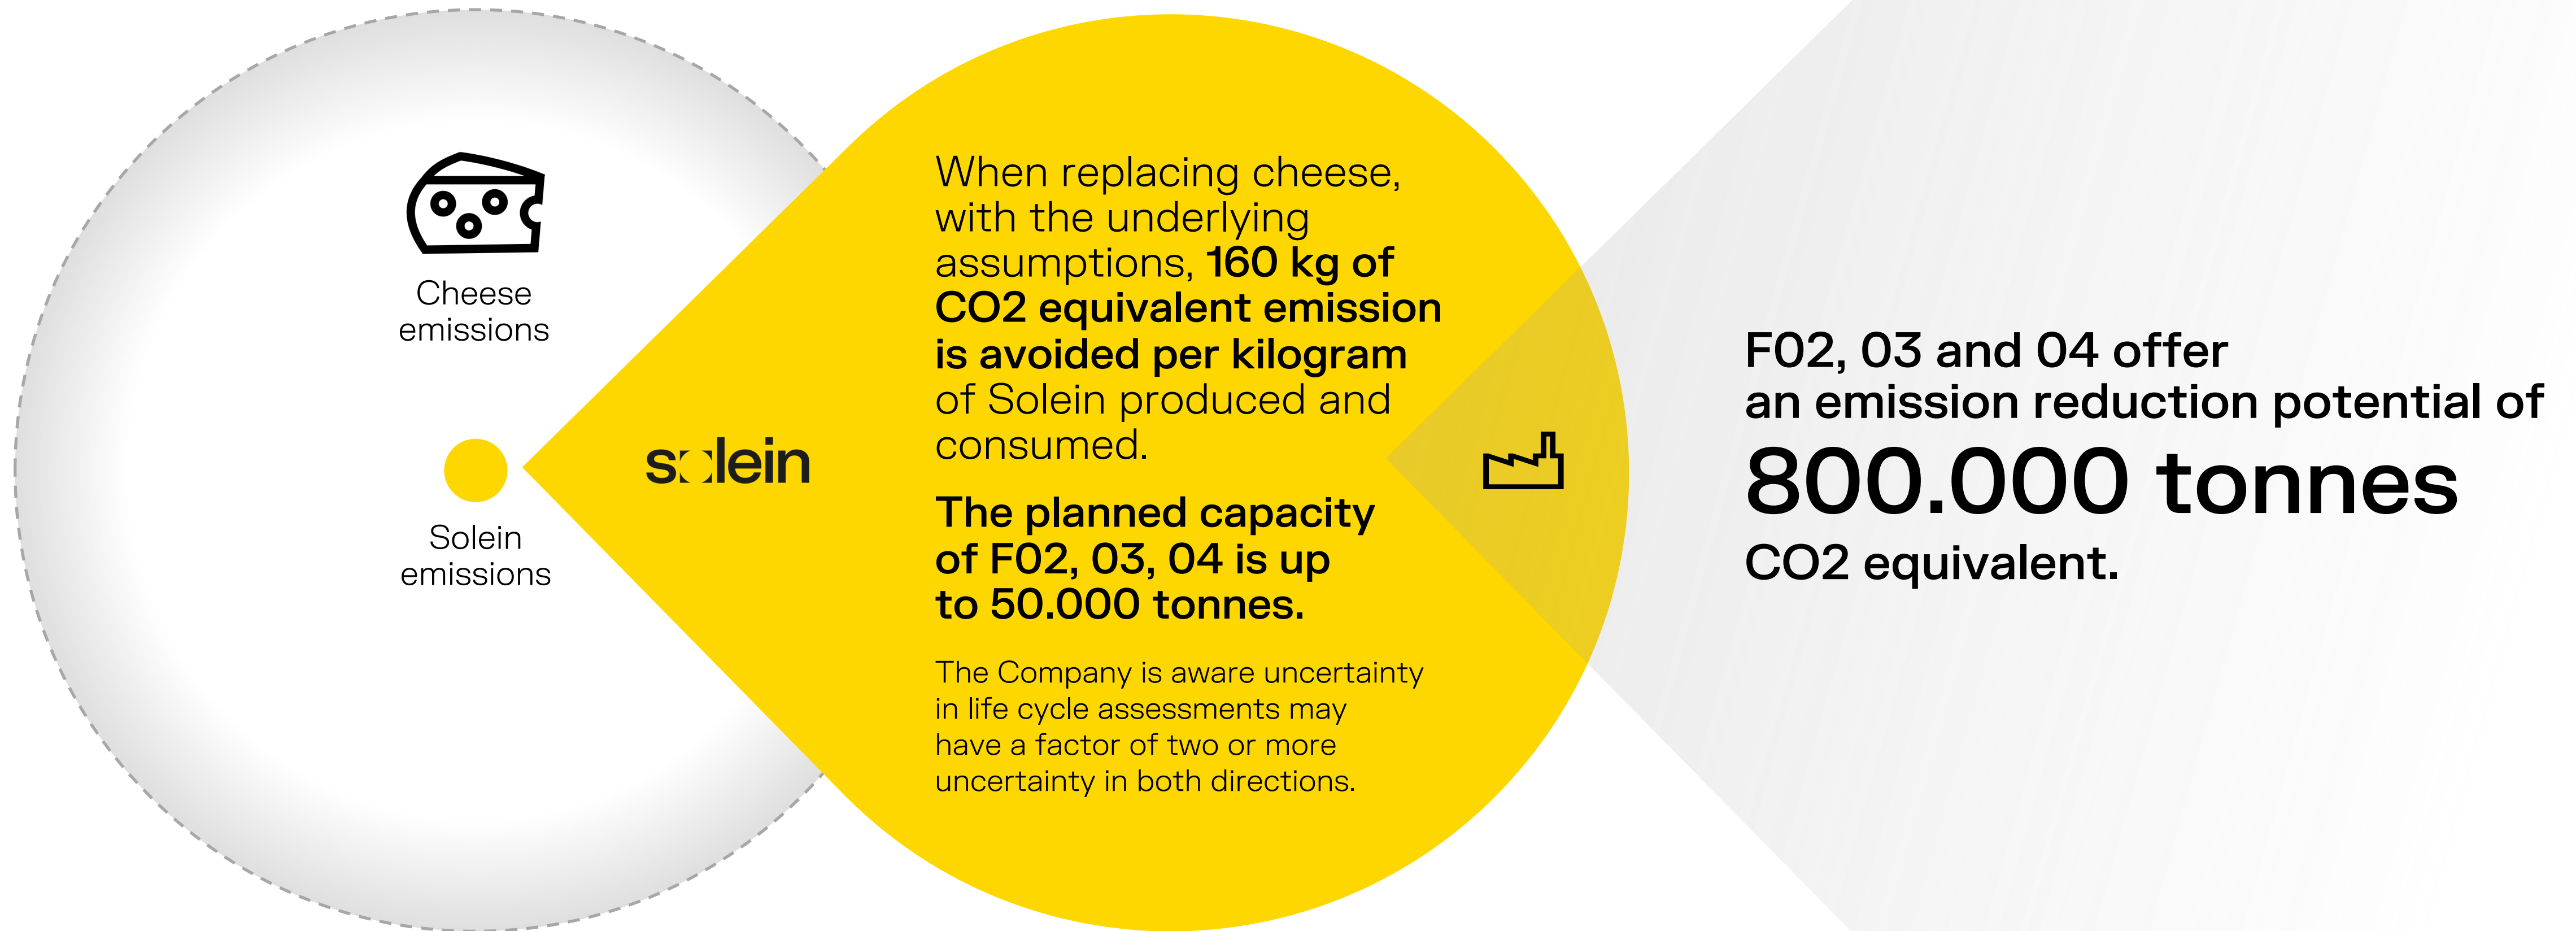 Cheese
emissions
Solein
emissions
solein
When replacing cheese,
with the underlying
assumptions, 160 kg of
CO2 equivalent emission
is avoided per kilogram
of Solein produced and
consumed.
The planned capacity
of F02, 03, 04 is up
to 50.000 tonnes.
The Company is aware uncertainty
in life cycle assessments may
have a factor of two or more
uncertainty in both directions.
F02, 03 and 04 offer
an emission reduction potential of
800.000 tonnes
CO2 equivalent.